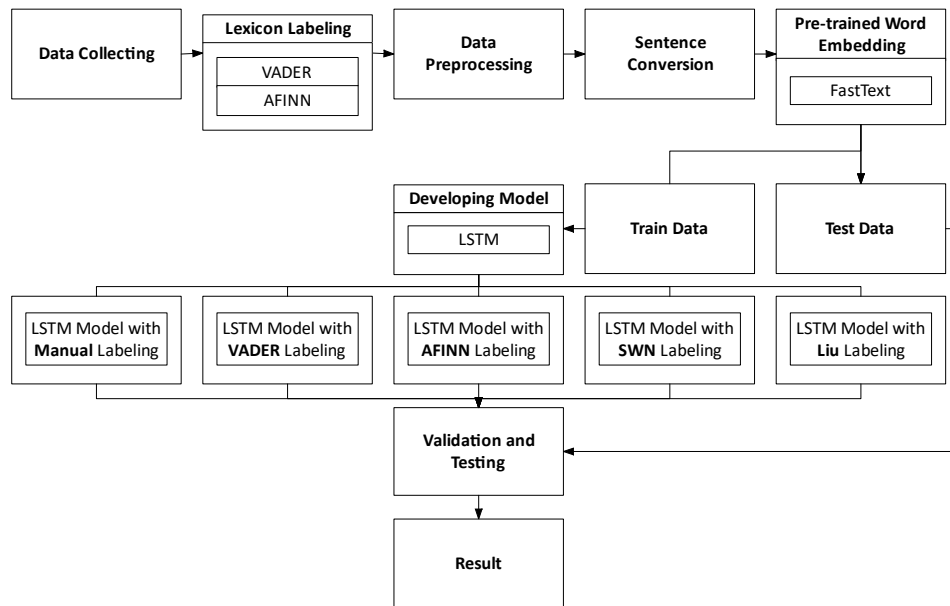 Data Collecting
Lexicon Labeling
VADER
AFINN
Data
Preprocessing
Sentence
Conversion
Pre-trained Word
Embedding
FastText
Developing Model
LSTM
Train Data
Test Data
LSTM Model with
Manual Labeling
LSTM Model with
VADER Labeling
LSTM Model with
AFINN Labeling
LSTM Model with
SWN Labeling
LSTM Model with
Liu Labeling
Validation and
Testing
Result